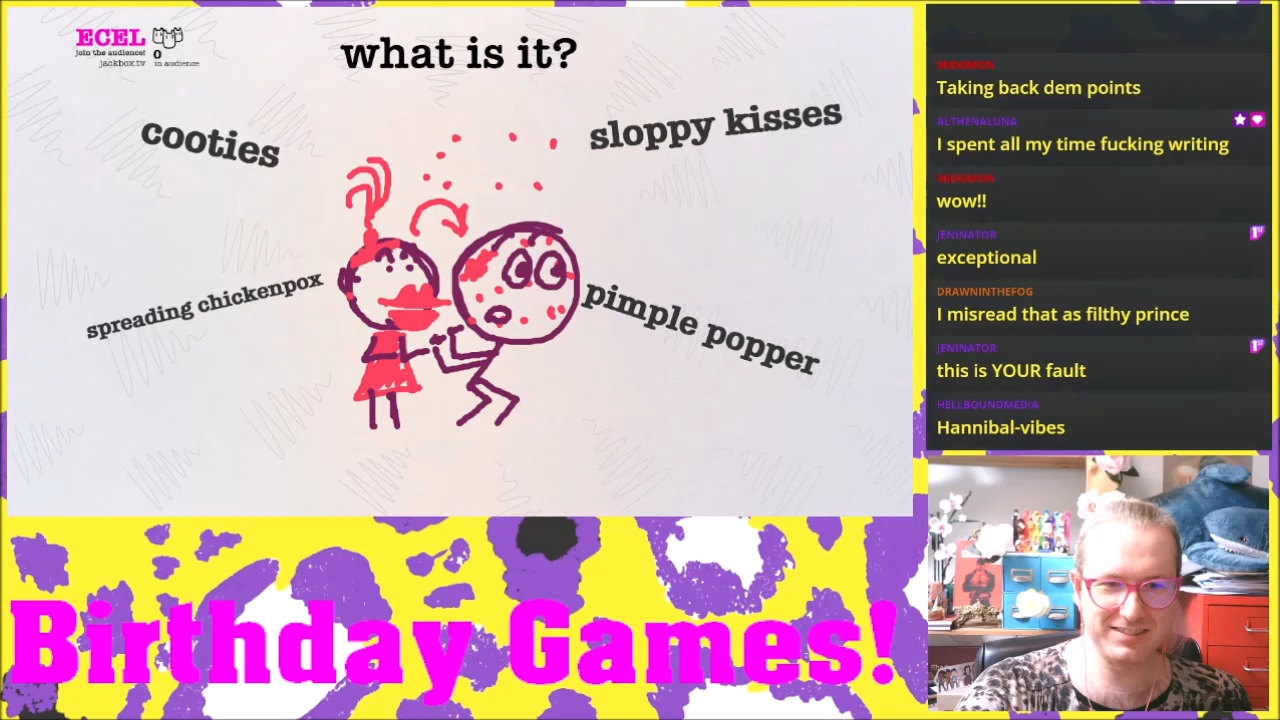 ECEL
join the audience!
jackbox.tv
0
in audience
what is it?
cooties
sloppy kisses
spreading chickenpox
pimple popper
Birthday Games!
Taking back dem points
ALTHENALUNA
I spent all my time fucking writing
wow!!
JENINATOR
1st
exceptional
DRAWNINTHEFOG
I misread that as filthy prince
JENINATOR
1st
this is YOUR fault
HELLBOUNDMEDIA
Hannibal-vibes